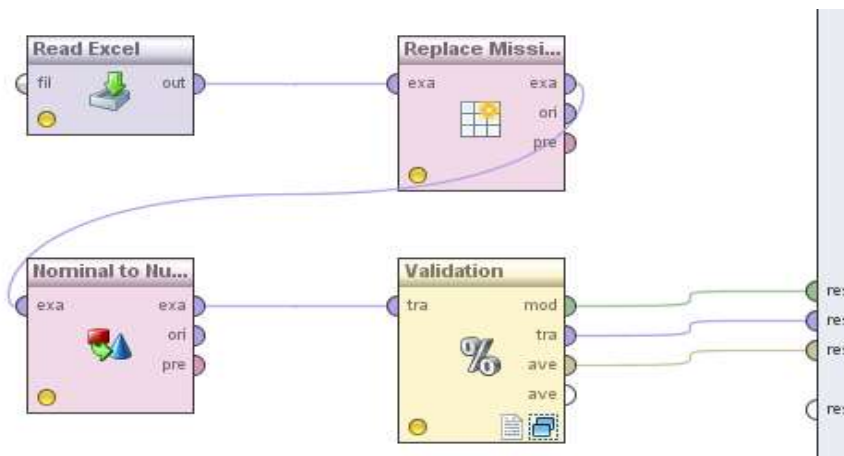 Read Excel
fil
out
Replace Missi...
exa
exa
ori
pre
Nominal to Nu...
exa
exa
ori
pre
Validation
tra
mod
tra
ave
ave
%
res
res
res
res